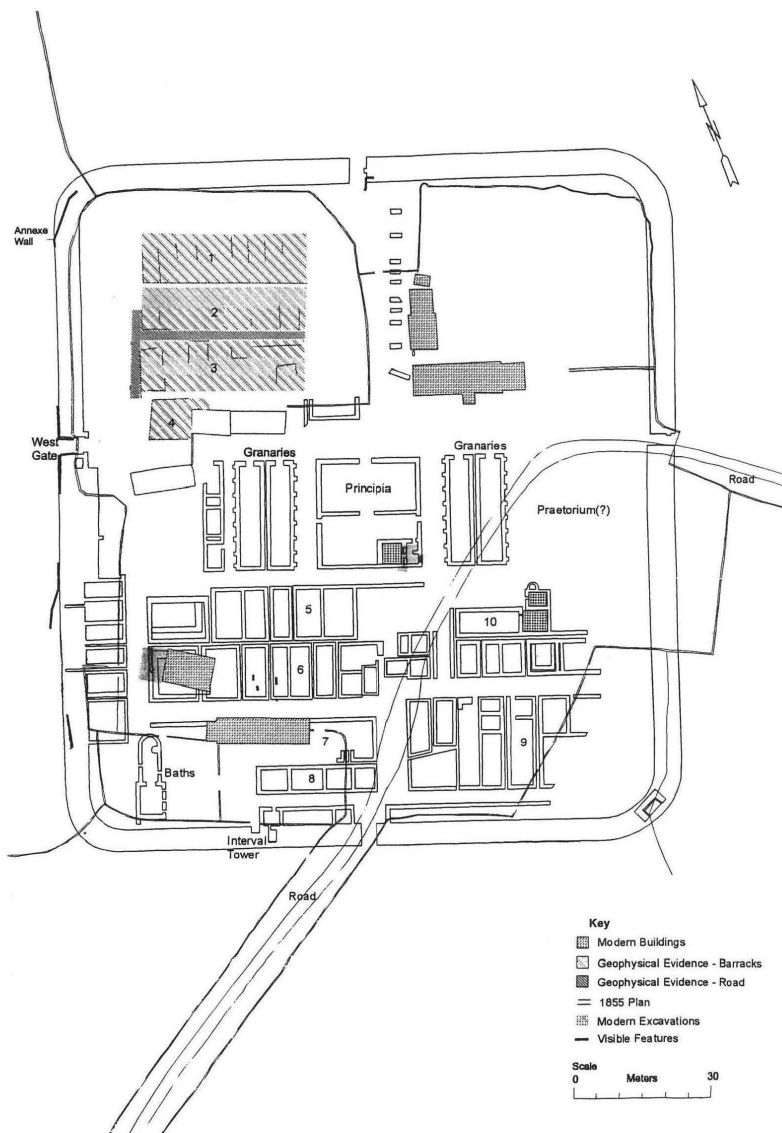 N
Annexe
Wall
1
2
3
4
West
Gate
Granaries
Principia
Granaries
Road
Praetorium(?)
5
10
6
7
9
Baths
8
Interval
Tower
Road
Key
Modern Buildings
Geophysical Evidence - Barracks
Geophysical Evidence - Road
1855 Plan
Modern Excavations
Visible Features
Scale
0 Meters 30